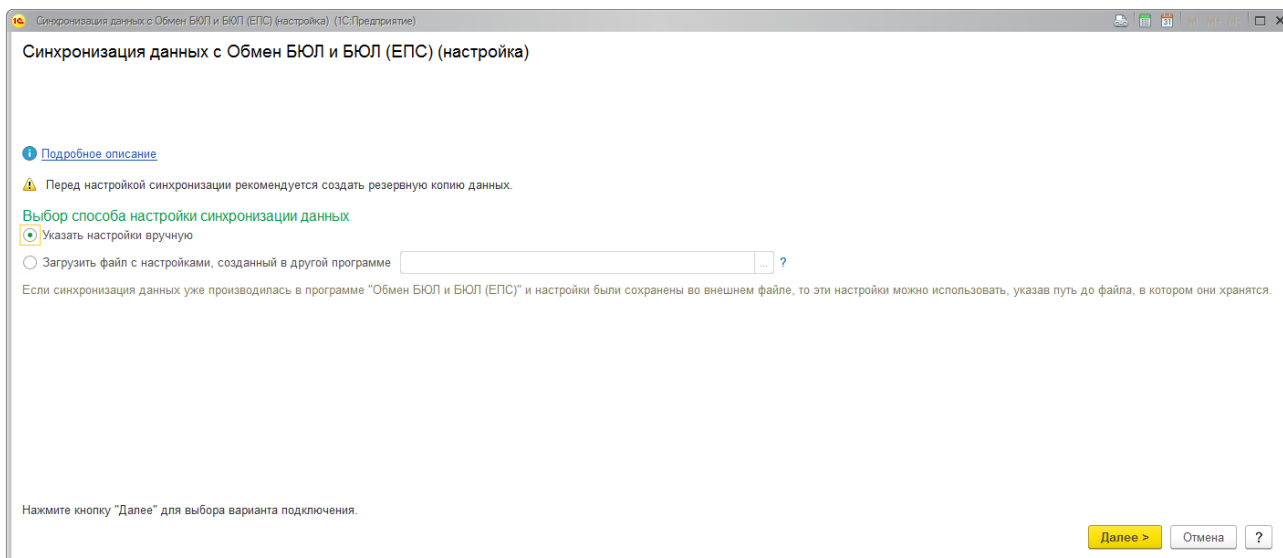 Синхронизация данных с Обмен БЮЛ и БЮЛ (ЕПС) (настройка) (1С:Предприятие)
31 M M+ M-
Синхронизация данных с Обмен БЮЛ и БЮЛ (ЕПС) (настройка)
Подробное описание
Перед настройкой синхронизации рекомендуется создать резервную копию данных.
Выбор способа настройки синхронизации данных
Указать настройки вручную
Загрузить файл с настройками, созданный в другой программе ... ?
Если синхронизация данных уже производилась в программе "Обмен БЮЛ и БЮЛ (ЕПС)" и настройки были сохранены во внешнем файле, то эти настройки можно использовать, указав путь до файла, в котором они хранятся.
Нажмите кнопку "Далее" для выбора варианта подключения.
Далее > Отмена ?